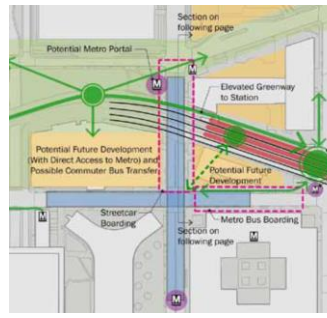 Section on
following page
Potential Metro Portal
M
M
Elevated Greenway
to Station
Potential Future Development
(With Direct Access to Metro) and
Possible Commuter Bus Transfer
Potential Future
Development
M
M
Streetcar
Boarding
Metro Bus Boarding
Section on
following page
M
M